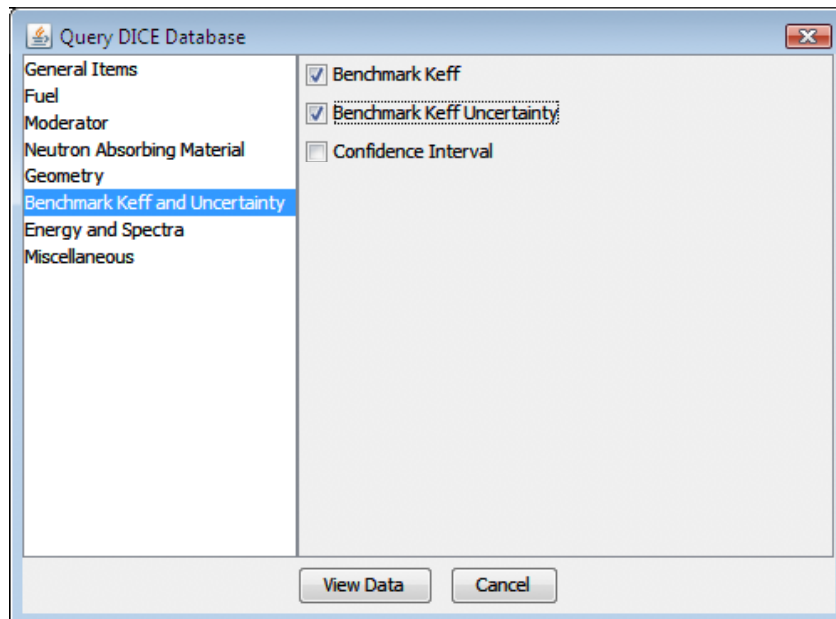 Query DICE Database
General Items
Fuel
Moderator
Neutron Absorbing Material
Geometry
Benchmark Keff and Uncertainty
Energy and Spectra
Miscellaneous
Benchmark Keff
Benchmark Keff Uncertainty
Confidence Interval
View Data
Cancel